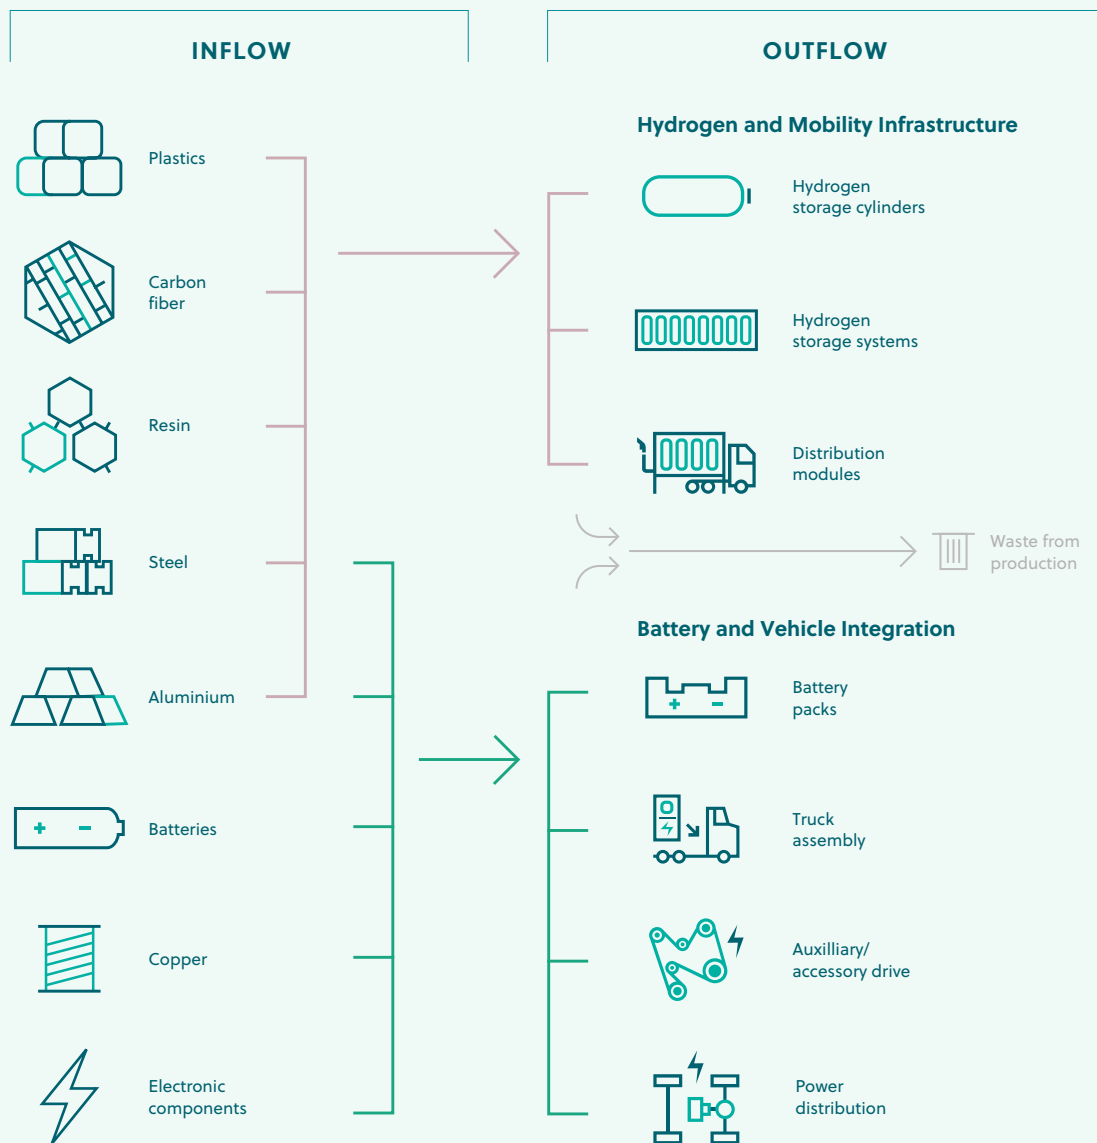 INFLOW
Plastics
Carbon
fiber
Resin
Steel
Aluminium
Batteries
Copper
Electronic
components
OUTFLOW
Hydrogen and Mobility Infrastructure
Hydrogen
storage cylinders
Hydrogen
storage systems
Distribution
modules
Waste from
production
Battery and Vehicle Integration
Battery
packs
Truck
assembly
Auxilliary/
accessory drive
Power
distribution